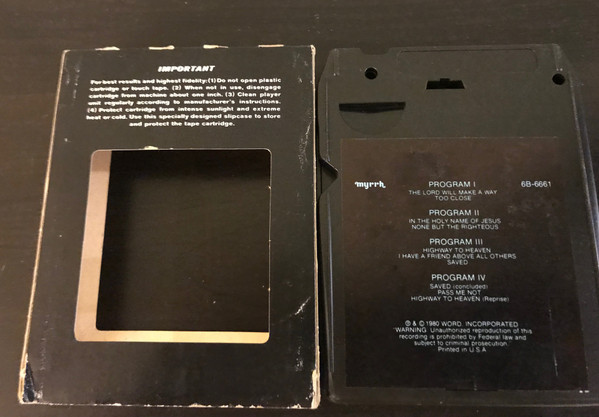 IMPORTANT
For best results and highest fidelity: (1) Do not open plastic
cartridge or touch tape. (2) When not in use, disengage
cartridge from machine about one inch. (3) Clean player
unit regularly according to manufacturer's instructions.
(4) Protect cartridge from intense sunlight and extreme
heat or cold. Use this specially designed slipcase to store
and protect the tape cartridge.
myrrh
PROGRAM I
6B-6661
THE LORD WILL MAKE A WAY
TOO CLOSE
PROGRAM II
IN THE HOLY NAME OF JESUS
NONE BUT THE RIGHTEOUS
PROGRAM III
HIGHWAY TO HEAVEN
I HAVE A FRIEND ABOVE ALL OTHERS
SAVED
PROGRAM IV
SAVED (concluded)
PASS ME NOT
HIGHWAY TO HEAVEN (Reprise)
℗ & © 1980 WORD, INCORPORATED
"WARNING: Unauthorized reproduction of this
recording is prohibited by Federal law and
subject to criminal prosecution."
Printed in U.S.A